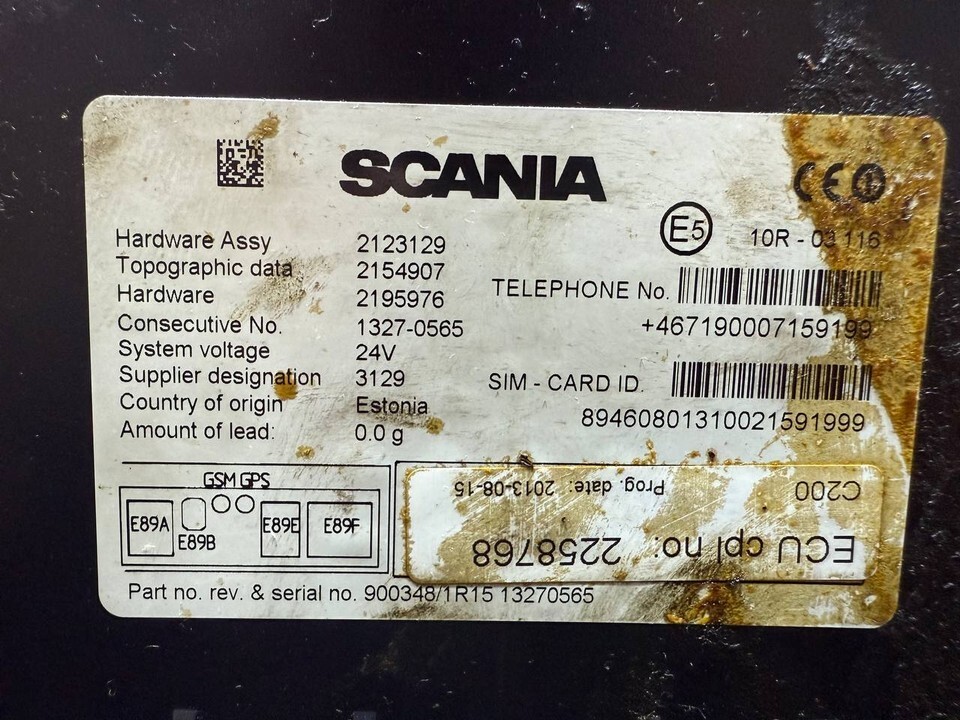 SCANIA
CE
E5 10R - 03 116
Hardware Assy 2123129
Topographic data 2154907
Hardware 2195976
Consecutive No. 1327-0565
System voltage 24V
Supplier designation 3129
Country of origin Estonia
Amount of lead: 0.0 g
TELEPHONE No.
+467190007159199
SIM - CARD ID.
89460801310021591999
GSM GPS
E89A E89B E89E E89F
C200 Prog. date: 2013-08-15
ECU cpl no: 2258768
Part no. rev. & serial no. 900348/1R15 13270565